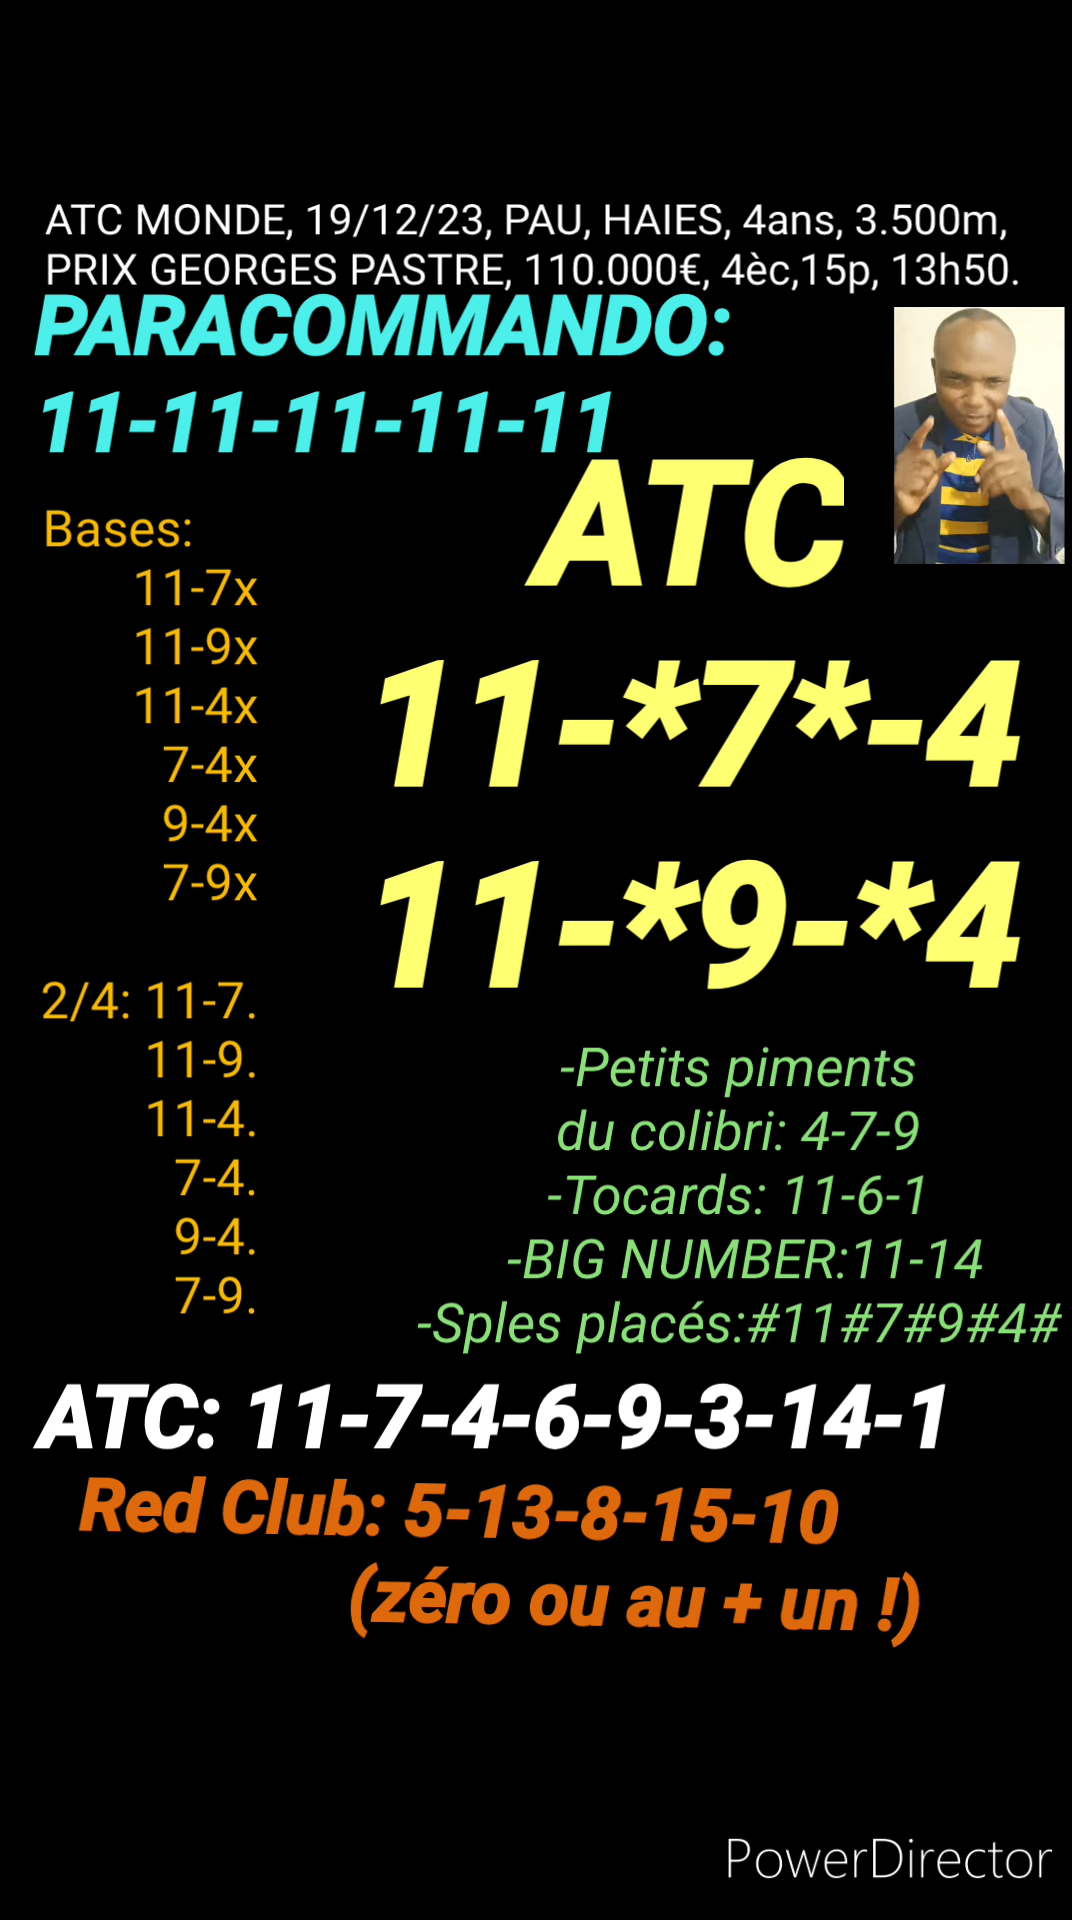 ATC MONDE, 19/12/23, PAU, HAIES, 4ans, 3.500m,
PRIX GEORGES PASTRE, 110.000€, 4èc,15p, 13h50.
PARACOMMANDO:
11-11-11-11-11
ATC
11-*7*-4
11-*9-*4
Bases:
11-7x
11-9x
11-4x
7-4x
9-4x
7-9x
2/4: 11-7.
11-9.
11-4.
7-4.
9-4.
7-9.
-Petits piments
du colibri: 4-7-9
-Tocards: 11-6-1
-BIG NUMBER:11-14
-Sples placés:#11#7#9#4#
ATC: 11-7-4-6-9-3-14-1
Red Club: 5-13-8-15-10
(zéro ou au + un !)
PowerDirector